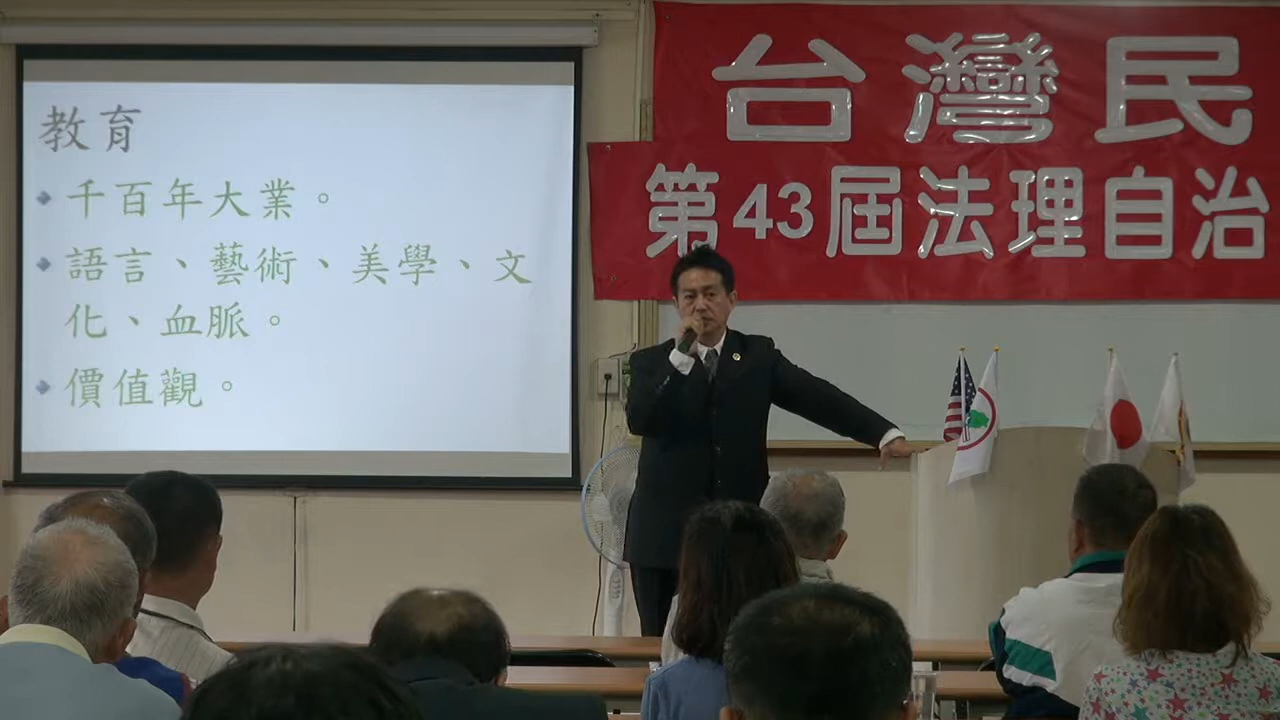 教育
千百年大業。
語言、藝術、美學、文
化、血脈。
價值觀。
台灣民
第43屆法理自治